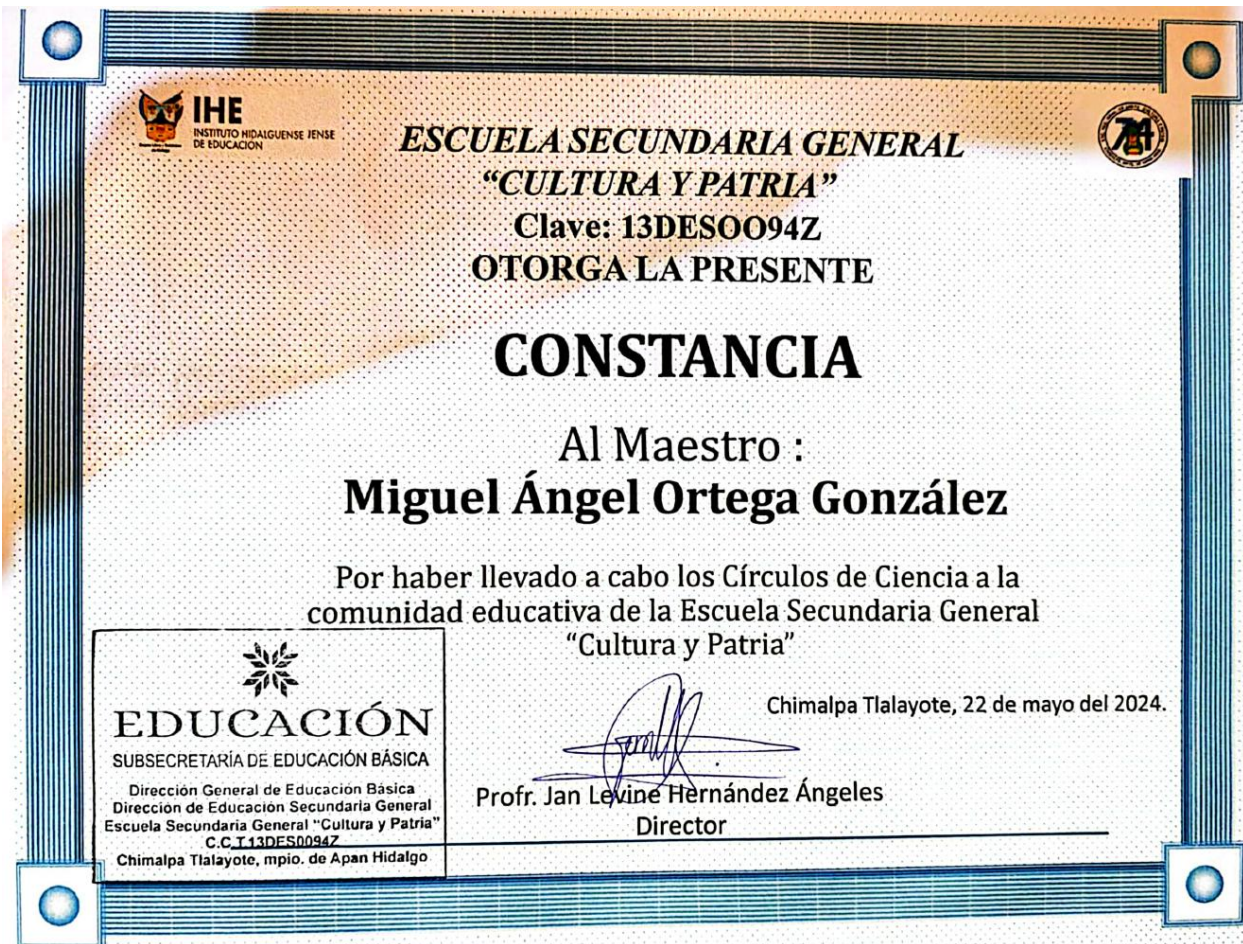 IHE
INSTITUTO HIDALGUENSE IENSE
DE EDUCACIÓN
ESCUELA SECUNDARIA GENERAL
“CULTURA Y PATRIA”
Clave: 13DESOO94Z
OTORGA LA PRESENTE
CONSTANCIA
Al Maestro :
Miguel Ángel Ortega González
Por haber llevado a cabo los Círculos de Ciencia a la
comunidad educativa de la Escuela Secundaria General
“Cultura y Patria”
Chimalpa Tlalayote, 22 de mayo del 2024.
Profr. Jan Levine Hernández Ángeles
Director
EDUCACIÓN
SUBSECRETARÍA DE EDUCACIÓN BÁSICA
Dirección General de Educación Básica
Dirección de Educación Secundaria General
Escuela Secundaria General “Cultura y Patria”
C.C.T.13DES0094Z
Chimalpa Tlalayote, mpio. de Apan Hidalgo